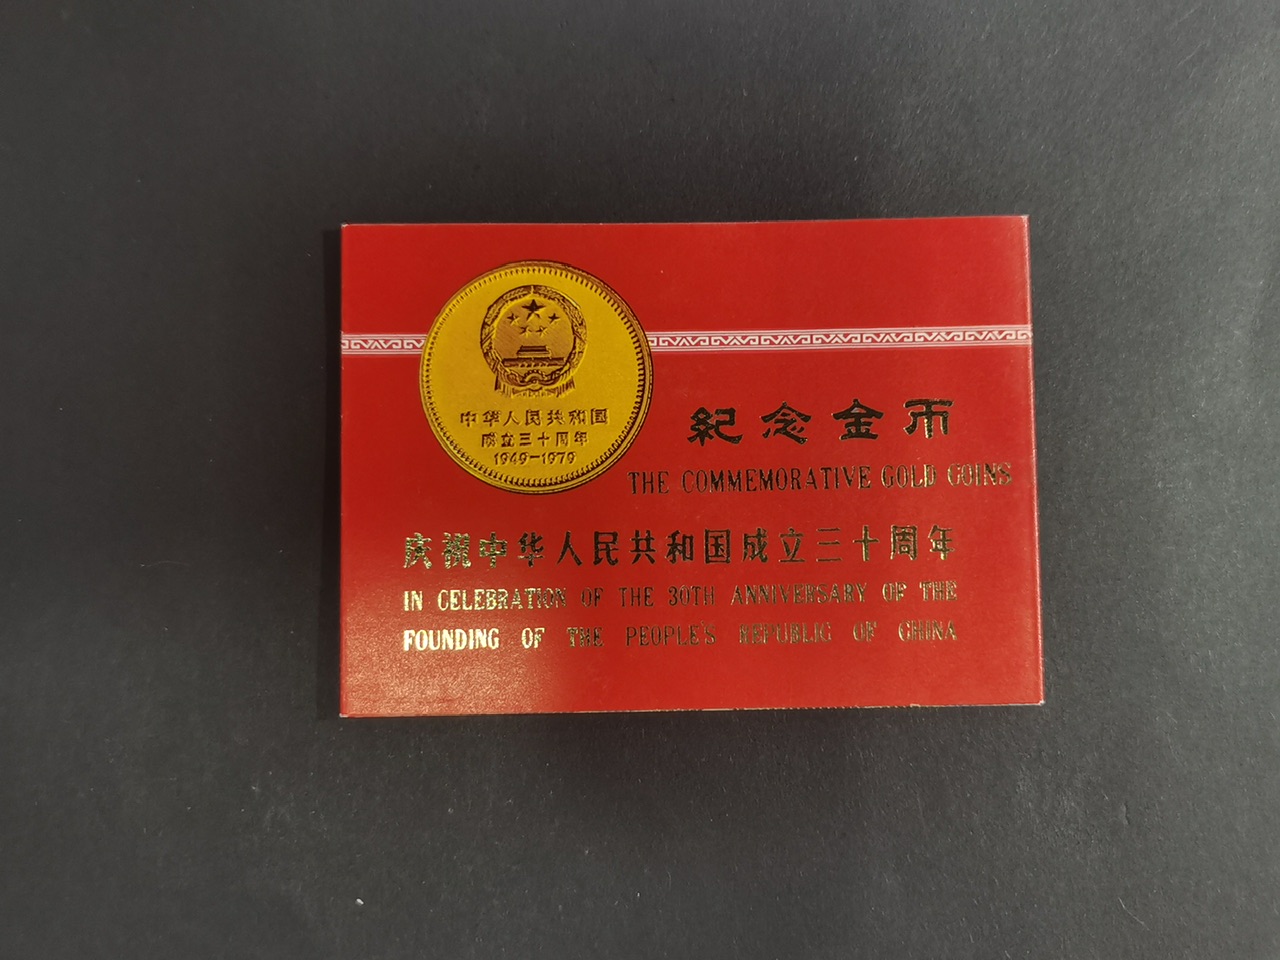 中华人民共和国
成立三十周年
1949-1979
紀念金币
THE COMMEMORATIVE GOLD COINS
庆祝中华人民共和国成立三十周年
IN CELEBRATION OF THE 30TH ANNIVERSARY OF THE
FOUNDING OF THE PEOPLE'S REPUBLIC OF CHINA